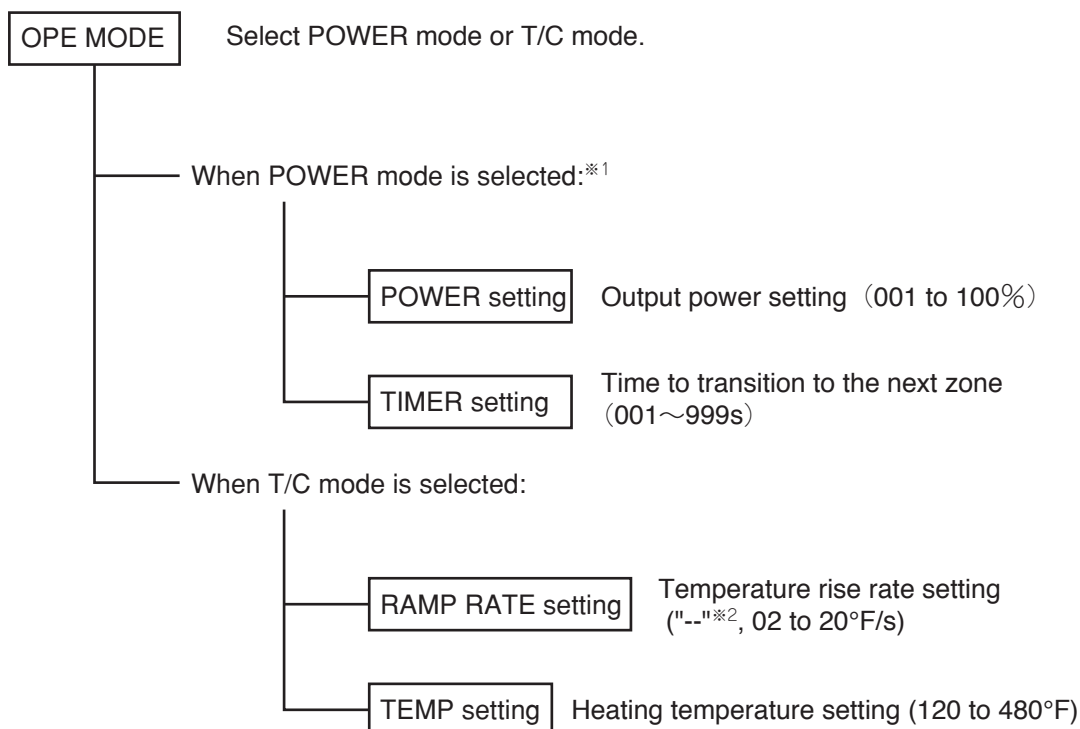 OPE MODE Select POWER mode or T/C mode.
When POWER mode is selected:※1
POWER setting Output power setting（001 to 100％）
TIMER setting Time to transition to the next zone
（001～999s）
When T/C mode is selected:
RAMP RATE setting Temperature rise rate setting
("--"※2, 02 to 20°F/s)
TEMP setting Heating temperature setting (120 to 480°F)